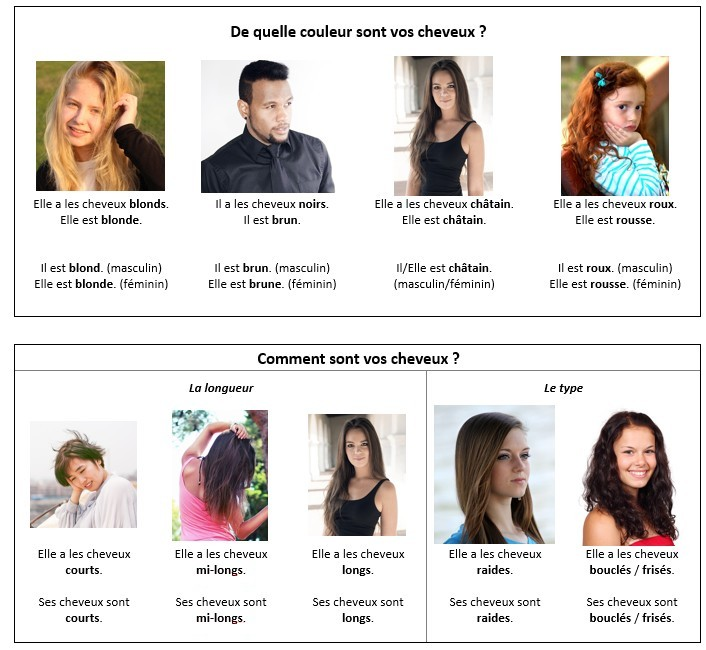 De quelle couleur sont vos cheveux ?
Elle a les cheveux blonds.
Elle est blonde.
Il est blond. (masculin)
Elle est blonde. (féminin)
Il a les cheveux noirs.
Il est brun.
Il est brun. (masculin)
Elle est brune. (féminin)
Elle a les cheveux châtain.
Elle est châtain.
Il/Elle est châtain.
(masculin/féminin)
Elle a les cheveux roux.
Elle est rousse.
Il est roux. (masculin)
Elle est rousse. (féminin)
Comment sont vos cheveux ?
La longueur
Elle a les cheveux
courts.
Ses cheveux sont
courts.
Elle a les cheveux
mi-longs.
Ses cheveux sont
mi-longs.
Elle a les cheveux
longs.
Ses cheveux sont
longs.
Le type
Elle a les cheveux
raides.
Ses cheveux sont
raides.
Elle a les cheveux
bouclés / frisés.
Ses cheveux sont
bouclés / frisés.